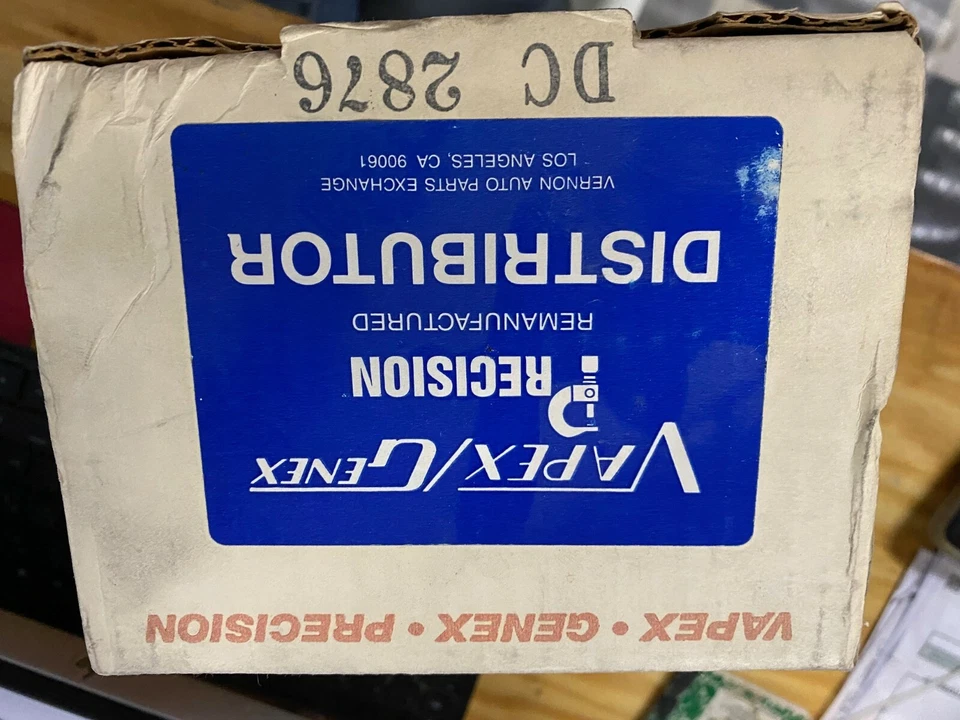 VAPEX • GENEX • PRECISION
VAPEX/GENEX
PRECISION
REMANUFACTURED
DISTRIBUTOR
VERNON AUTO PARTS EXCHANGE
LOS ANGELES, CA 90061
DC 2876